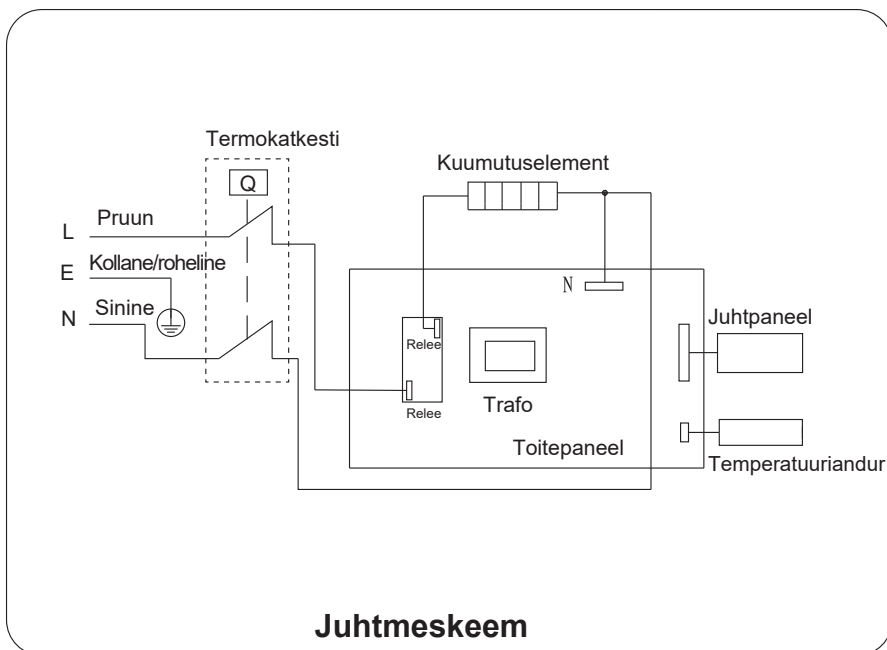 Termokatkesti
Q
Kuumutuselement
L
Pruun
E
Kollane/roheline
N
Sinine
N
Relee
Relee
Trafo
Toitepaneel
Juhtpaneel
Temperatuuriandur
Juhtmeskeem